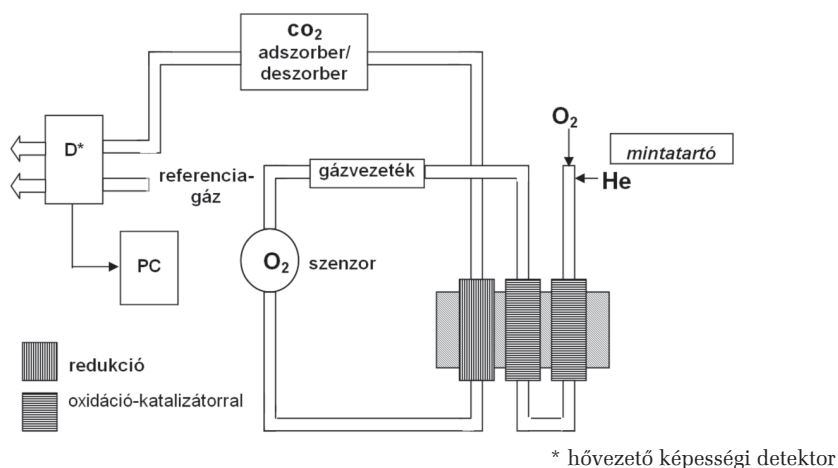 CO₂
adszorber/
deszorber
O₂
mintatartó
D*
gázvezeték
He
referencia-
gáz
PC
O₂ szenzor
redukció
oxidáció-katalizátorral
* hővezető képességi detektor